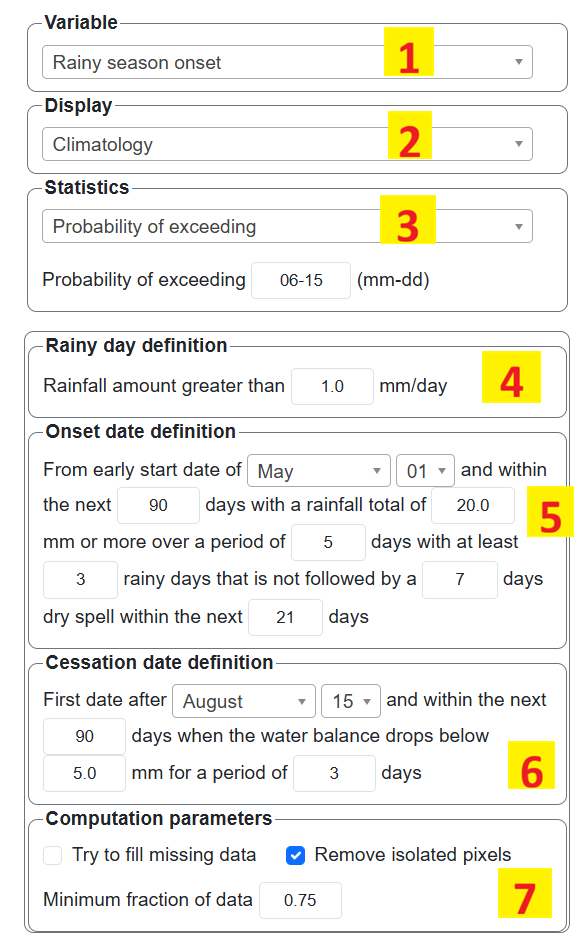 Variable
Rainy season onset 1
Display
Climatology 2
Statistics
Probability of exceeding 3
Probability of exceeding 06-15 (mm-dd)
Rainy day definition
Rainfall amount greater than 1.0 mm/day 4
Onset date definition
From early start date of May 01 and within
the next 90 days with a rainfall total of 20.0
5
mm or more over a period of 5 days with at least
3 rainy days that is not followed by a 7 days
dry spell within the next 21 days
Cessation date definition
First date after August 15 and within the next
90 days when the water balance drops below
5.0 mm for a period of 3 days 6
Computation parameters
Try to fill missing data Remove isolated pixels
Minimum fraction of data 0.75 7